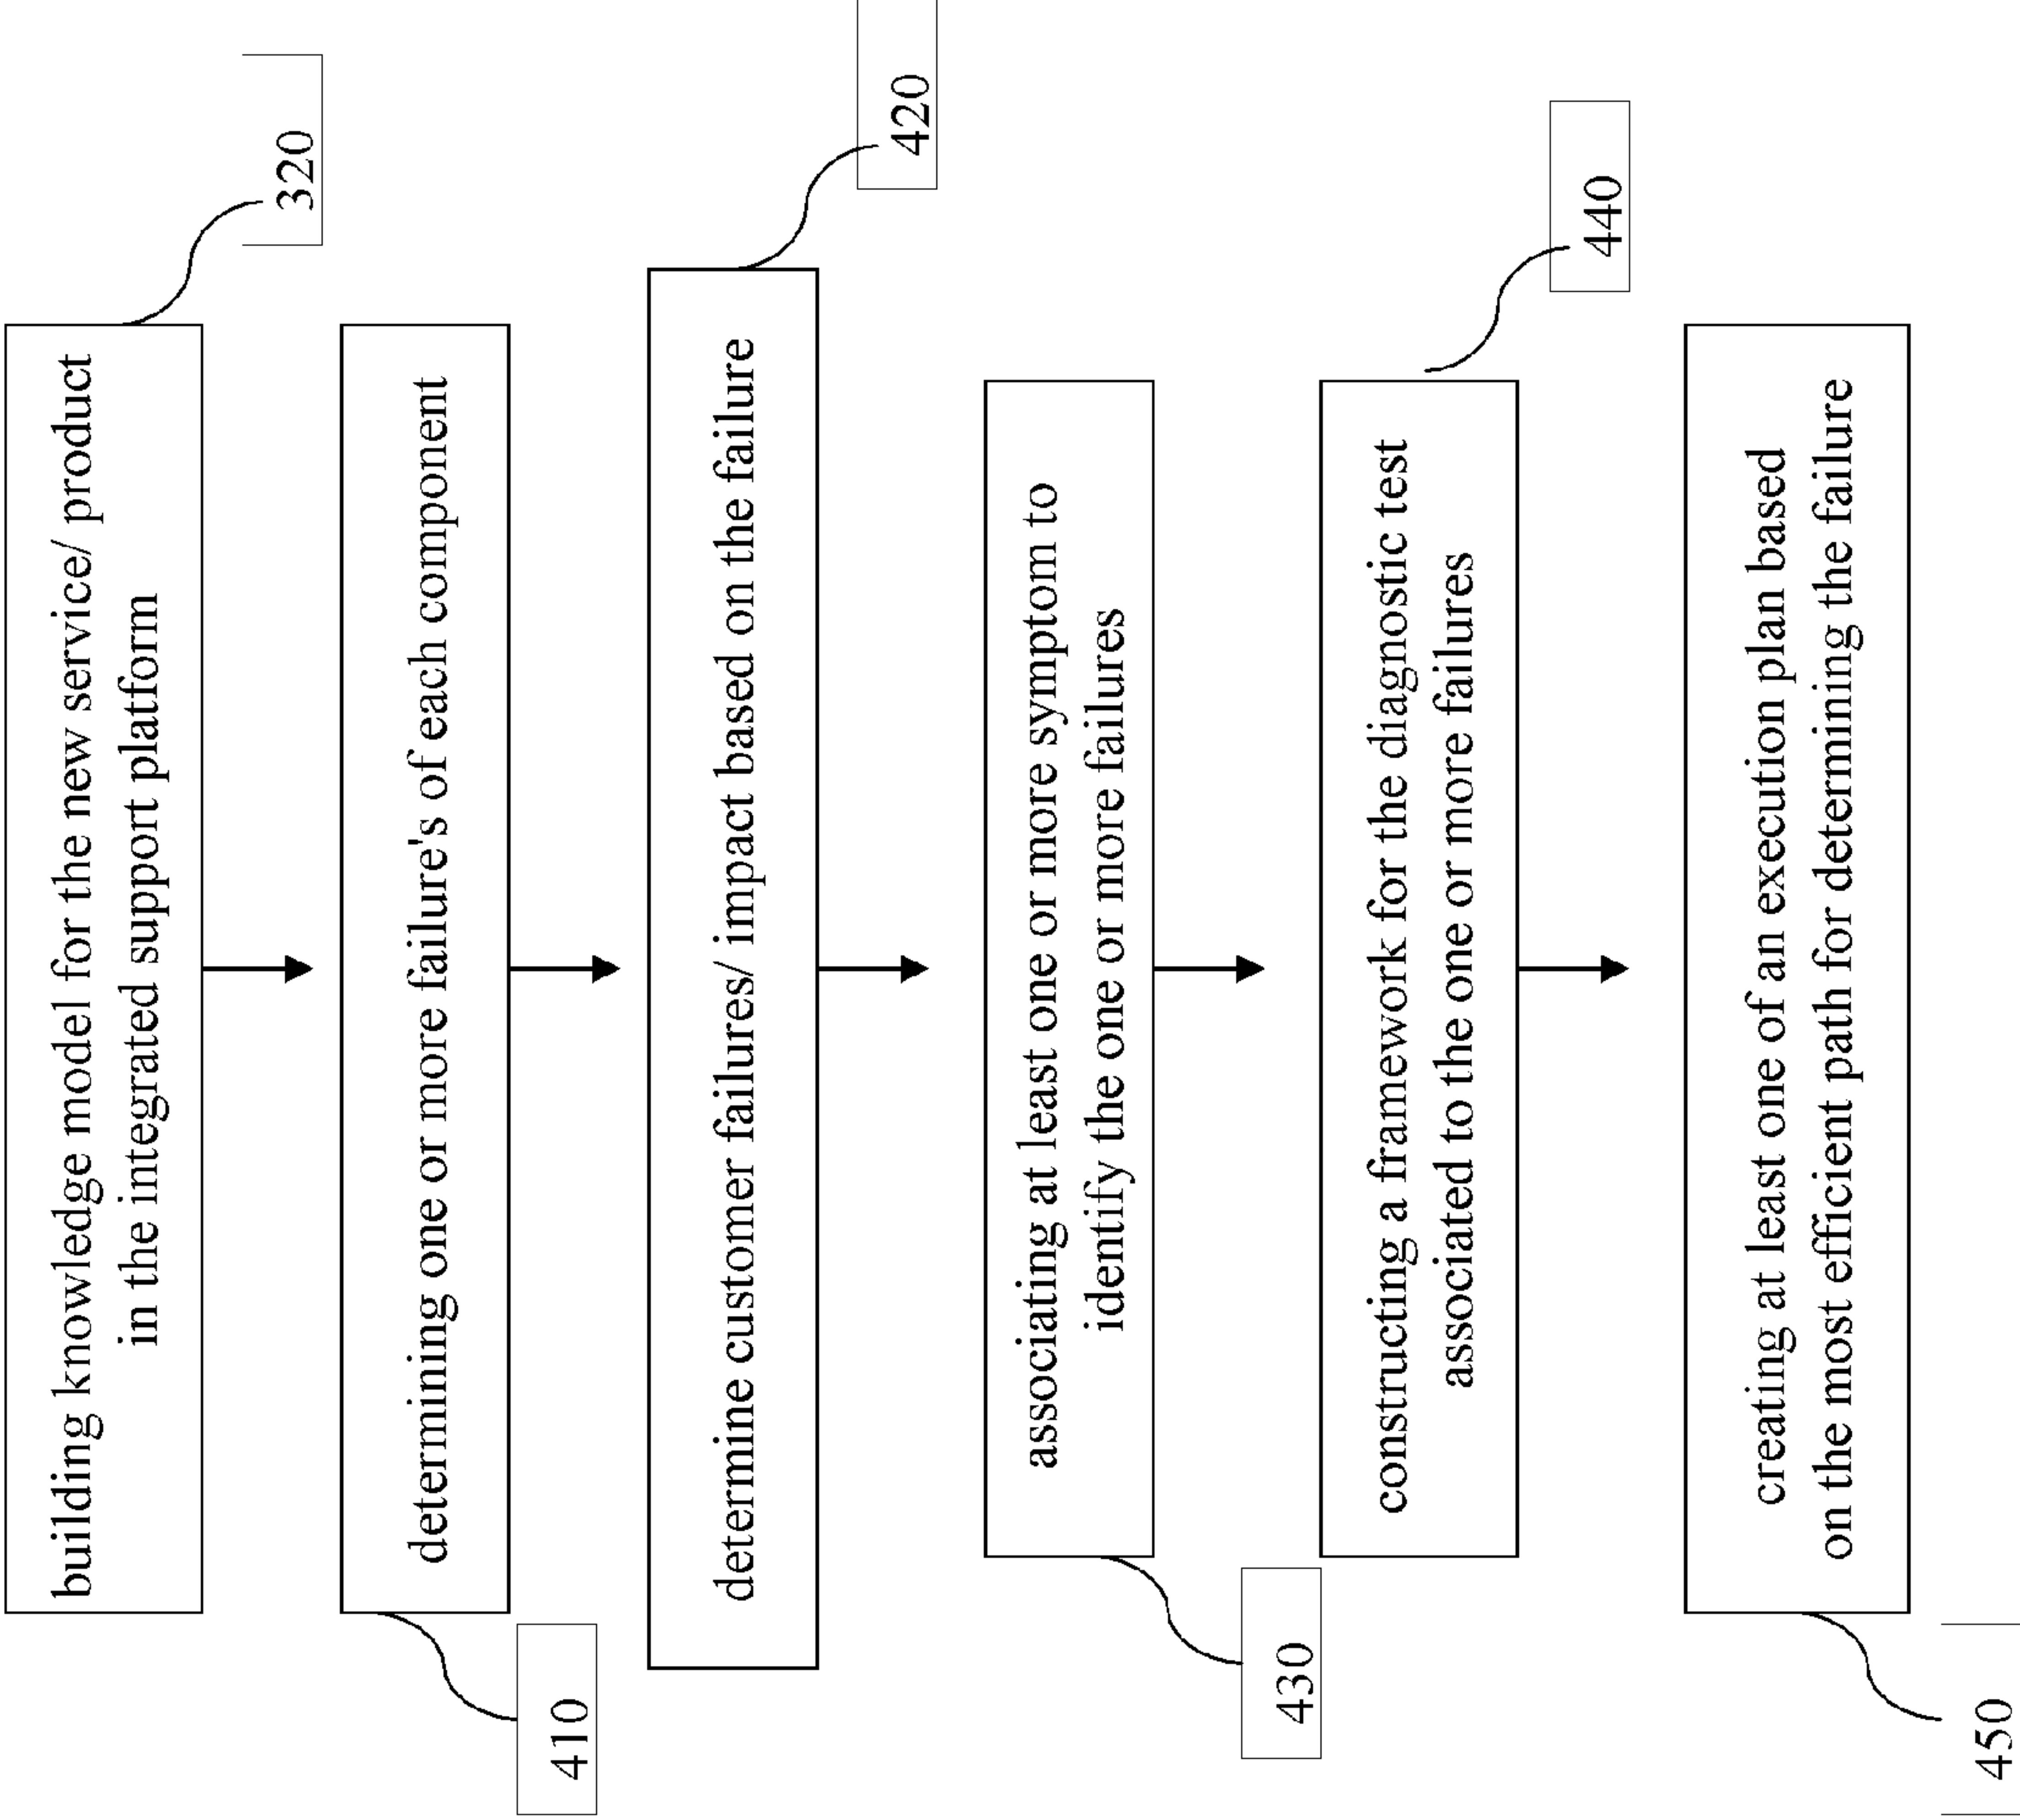 building knowledge model for the new service/ product
in the integrated support platform
320
determining one or more failure's of each component
410
determine customer failures/ impact based on the failure
420
associating at least one or more symptom to
identify the one or more failures
430
constructing a framework for the diagnostic test
associated to the one or more failures
440
creating at least one of an execution plan based
on the most efficient path for determining the failure
450